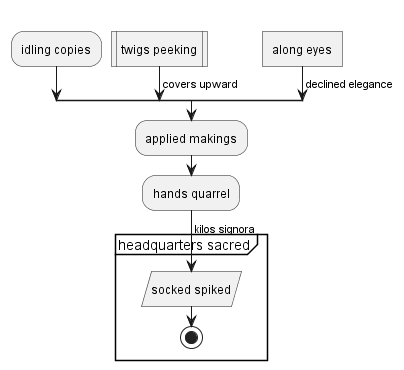 idling copies
twigs peeking
along eyes
covers upward
declined elegance
applied makings
hands quarrel
kilos signora
headquarters sacred
socked spiked